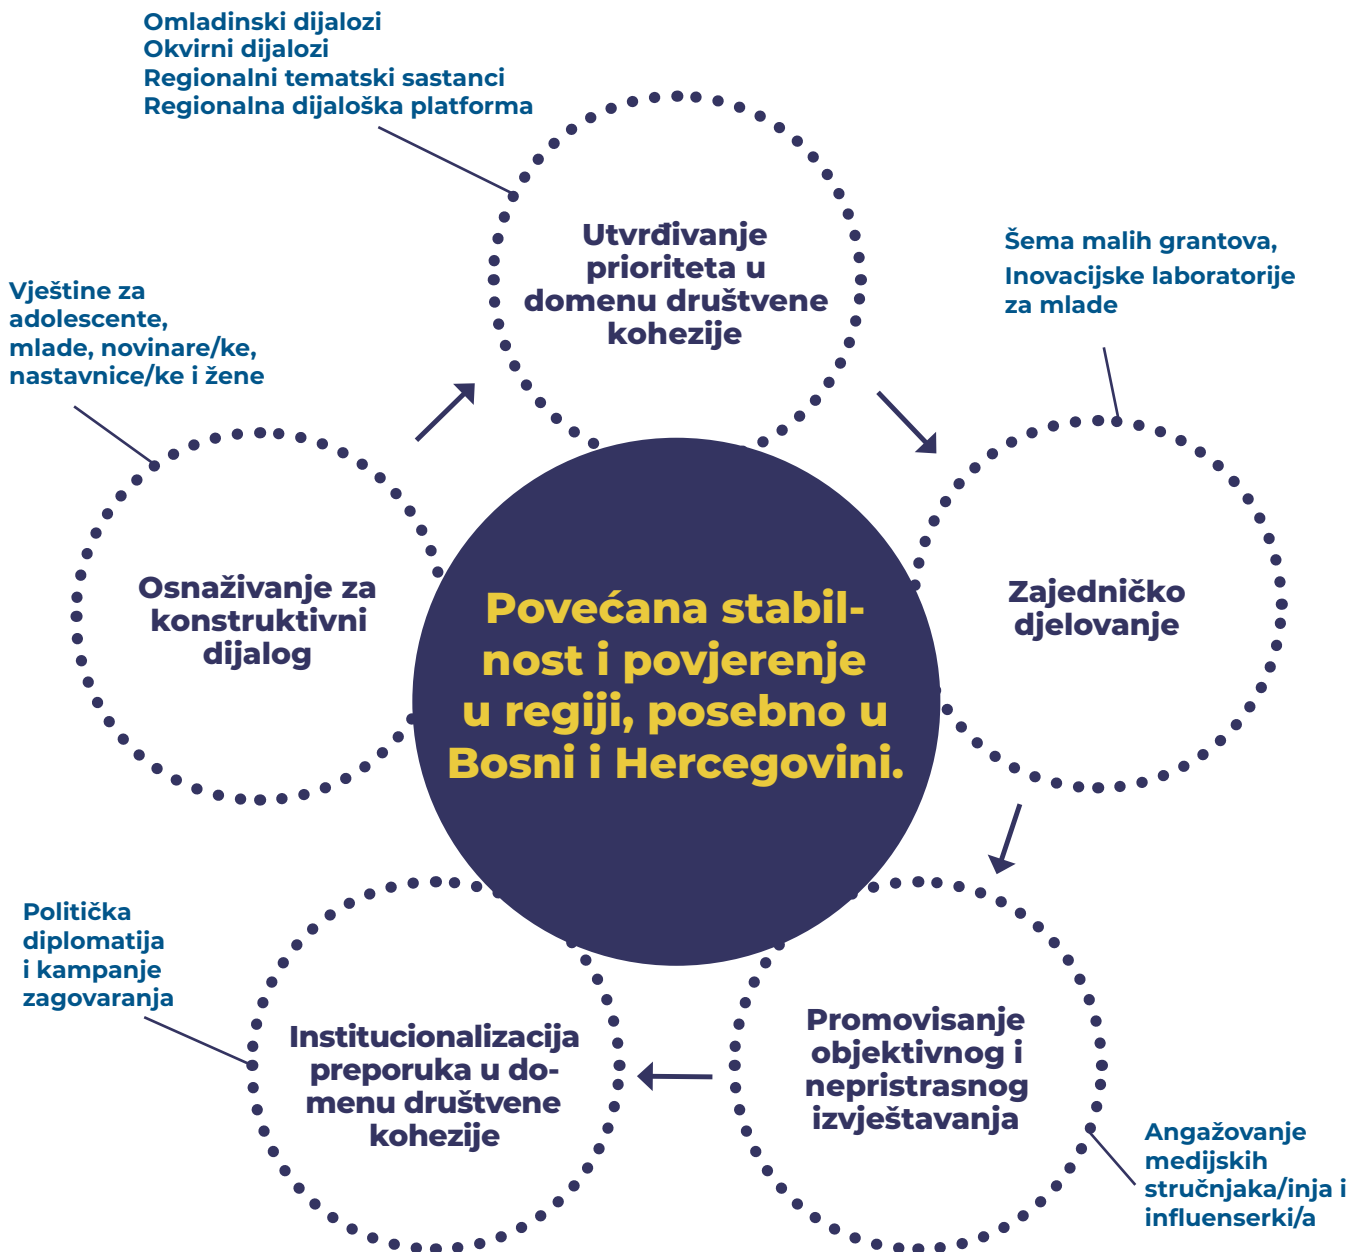 Omladinski dijalozi
Okvirni dijalozi
Regionalni tematski sastanci
Regionalna dijaloška platforma
Utvrđivanje
prioriteta u
domenu društvene
kohezije
Šema malih grantova,
Inovacijske laboratorije
za mlade
Vještine za
adolescente,
mlade, novinare/ke,
nastavnice/ke i žene
Osnaživanje za
konstruktivni
dijalog
Povećana stabil-
nost i povjerenje
u regiji, posebno u
Bosni i Hercegovini.
Zajedničko
djelovanje
Politička
diplomatija
i kampanje
zagovaranja
Institucionalizacija
preporuka u do-
menu društvene
kohezije
Promovisanje
objektivnog i
nepristrasnog
izvještavanja
Angažovanje
medijskih
stručnjaka/inja i
influenserki/a